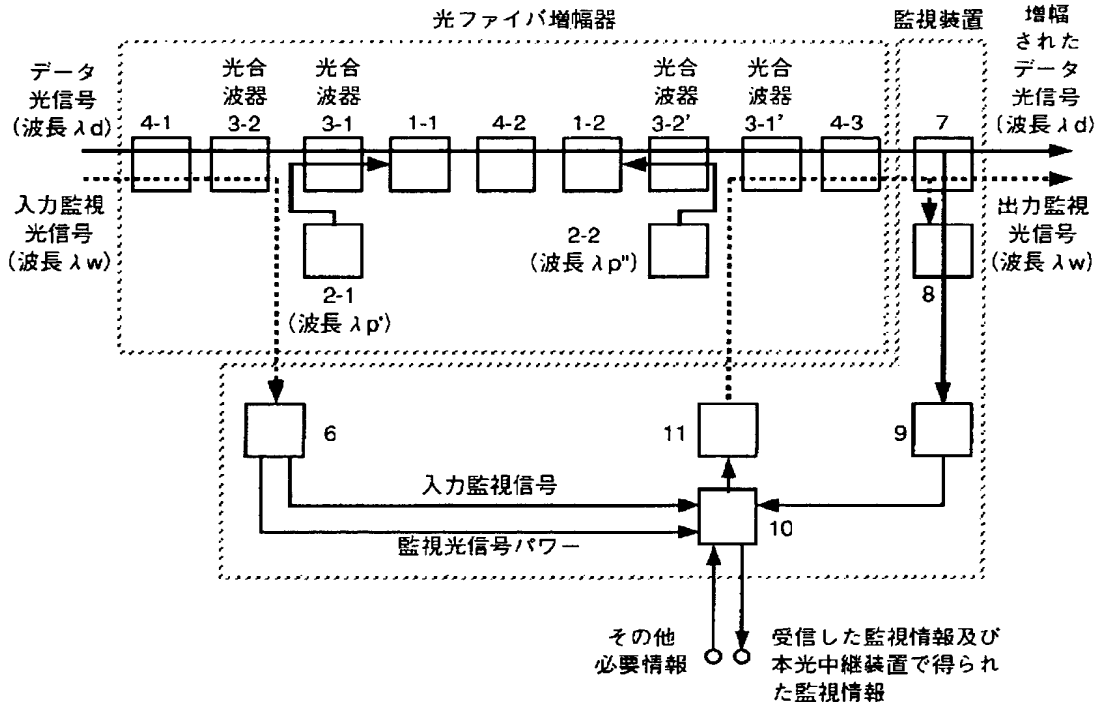 光ファイバ増幅器
監視装置
増幅
された
データ
光信号
(波長λd)
データ
光信号
(波長λd)
光合
波器
光合
波器
光合
波器
光合
波器
4-1
3-2
3-1
1-1
4-2
1-2
3-2'
3-1'
4-3
7
入力監視
光信号
(波長λw)
出力監視
光信号
(波長λw)
2-1
(波長λp')
2-2
(波長λp")
8
6
11
9
入力監視信号
監視光信号パワー
10
その他
必要情報
受信した監視情報及び
本光中継装置で得られ
た監視情報